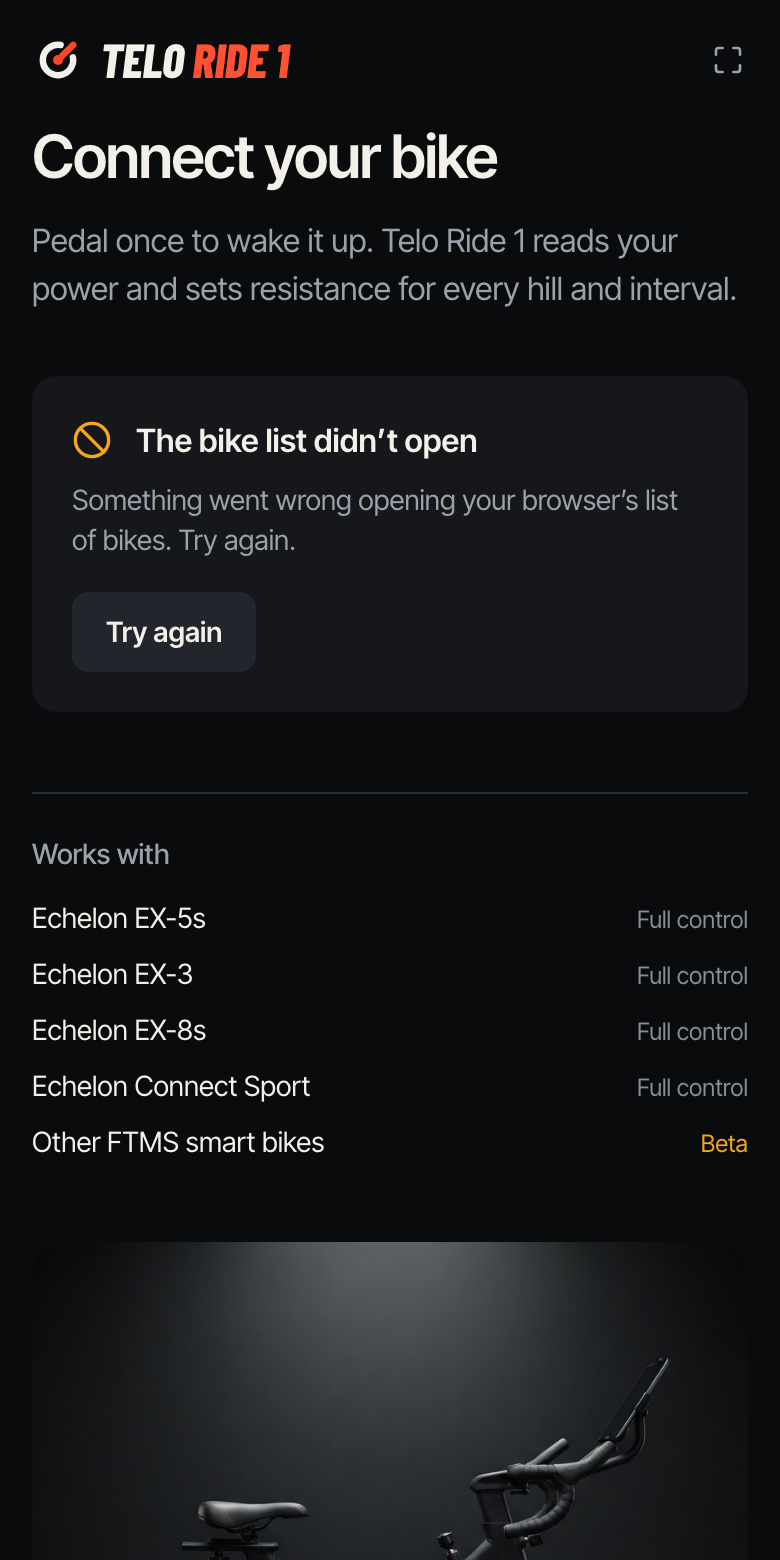 TELO RIDE 1
Connect your bike
Pedal once to wake it up. Telo Ride 1 reads your
power and sets resistance for every hill and interval.
The bike list didn’t open
Something went wrong opening your browser’s list
of bikes. Try again.
Try again
Works with
Echelon EX-5s Full control
Echelon EX-3 Full control
Echelon EX-8s Full control
Echelon Connect Sport Full control
Other FTMS smart bikes Beta